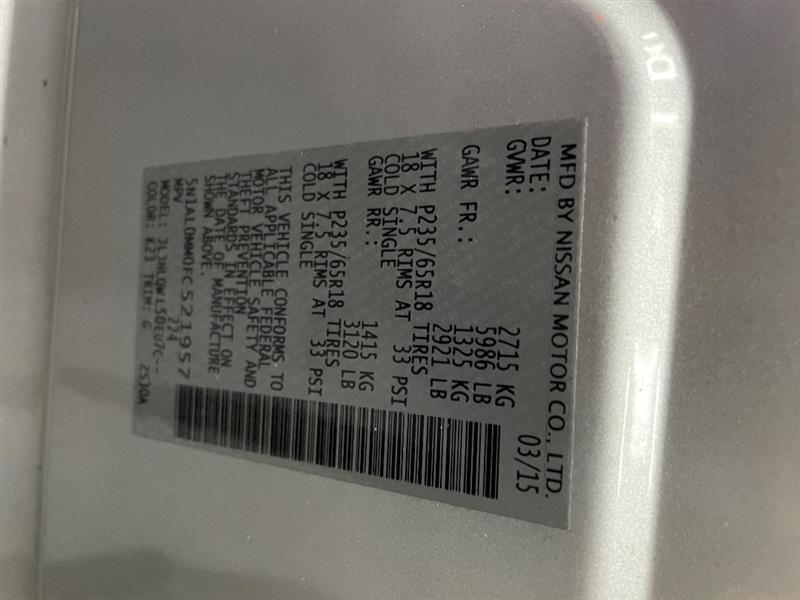 MFD BY NISSAN MOTOR CO., LTD.
DATE: 03/15
GVWR: 2715 KG
5986 LB
GAWR FR.: 1325 KG
2921 LB
WITH P235/65R18 TIRES
18 X 7.5 RIMS AT
COLD SINGLE 33 PSI
GAWR RR.: 1415 KG
3120 LB
WITH P235/65R18 TIRES
18 X 7.5 RIMS AT
COLD SINGLE 33 PSI
THIS VEHICLE CONFORMS TO
ALL APPLICABLE FEDERAL
MOTOR VEHICLE SAFETY AND
THEFT PREVENTION
STANDARDS IN EFFECT ON
THE DATE OF MANUFACTURE
SHOWN ABOVE.
5N1AL0MM0FC521957
MPV 224
MODEL: JLJNLQWL50EU7C--
COLOR: K23 TRIM: G Z530A